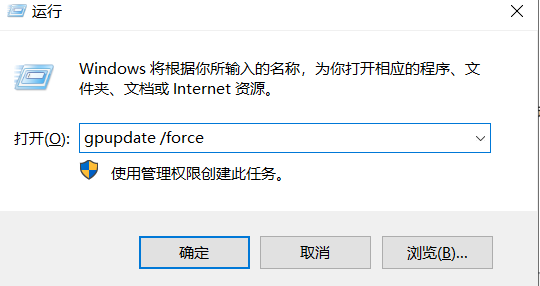 运行
Windows 将根据你所输入的名称，为你打开相应的程序、文
件夹、文档或 Internet 资源。
打开(O):
gpupdate /force
使用管理权限创建此任务。
确定
取消
浏览(B)...